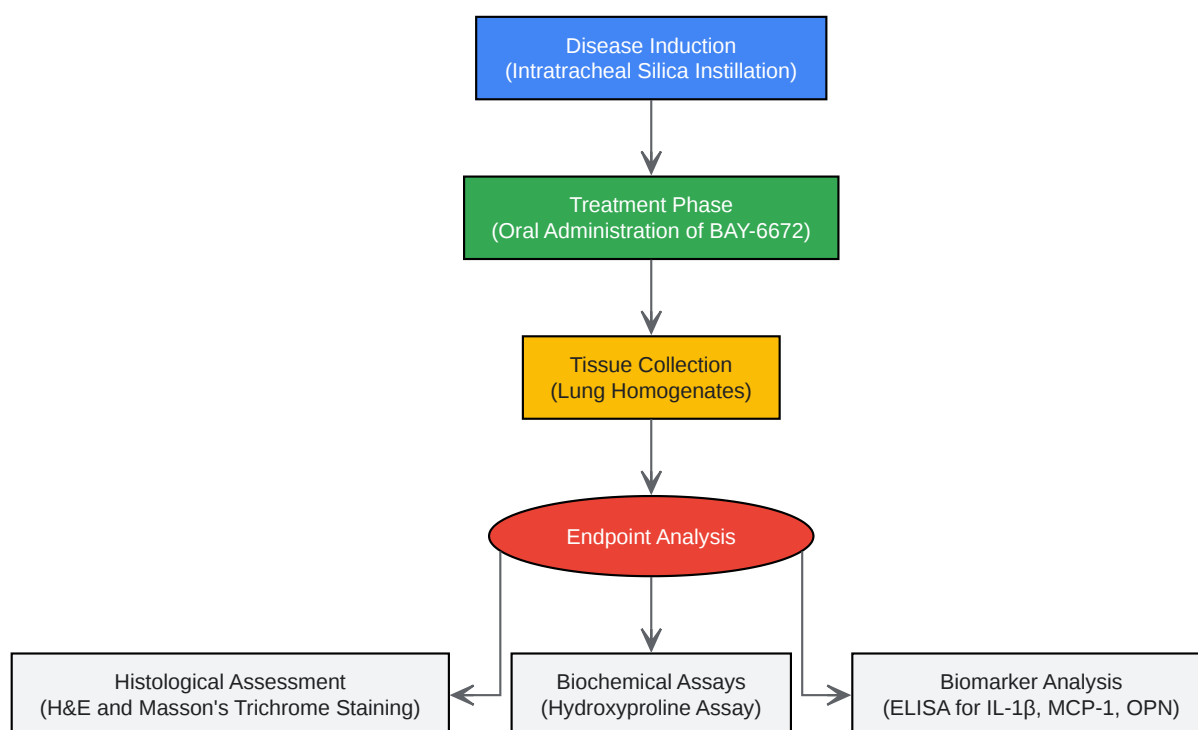 Disease Induction
(Intratracheal Silica Instillation)
Treatment Phase
(Oral Administration of BAY-6672)
Tissue Collection
(Lung Homogenates)
Endpoint Analysis
Histological Assessment
(H&E and Masson's Trichrome Staining)
Biochemical Assays
(Hydroxyproline Assay)
Biomarker Analysis
(ELISA for IL-1β, MCP-1, OPN)